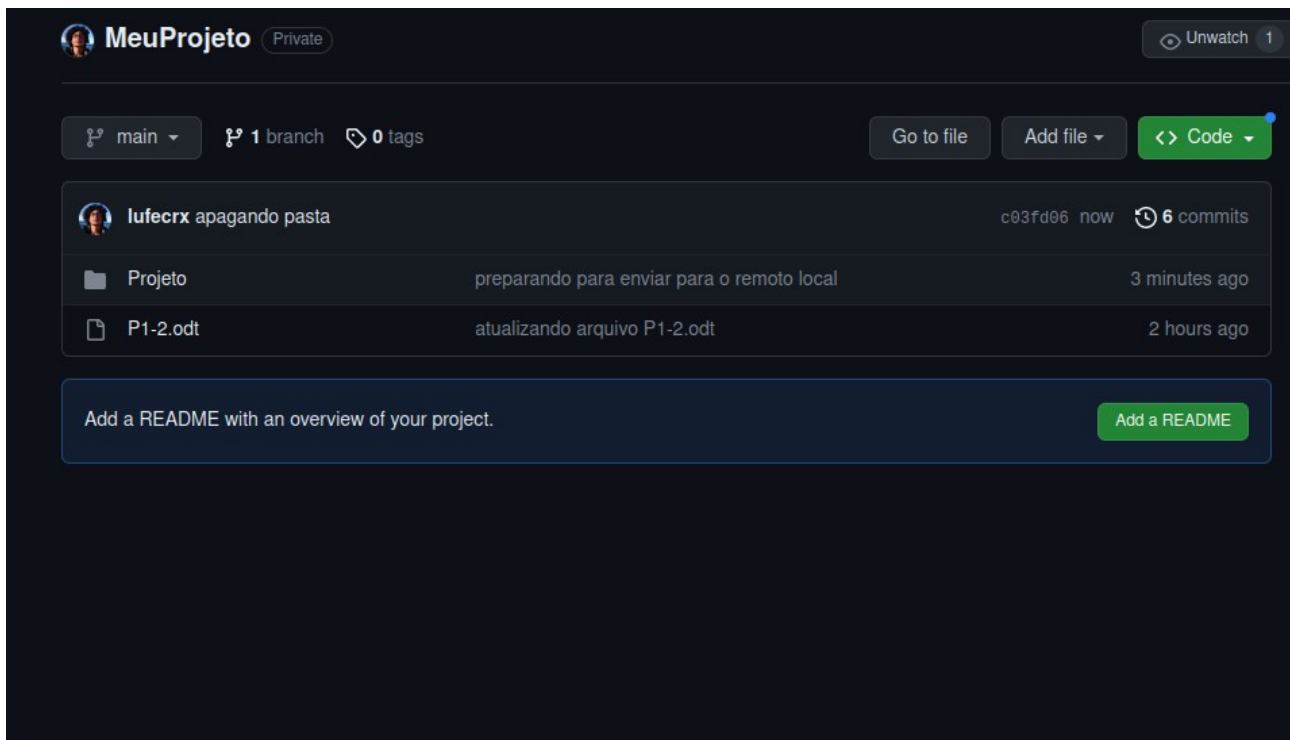 MeuProjeto Private Unwatch 1
main 1 branch 0 tags Go to file Add file <> Code
lufecrx apagando pasta c03fd06 now 6 commits
Projeto preparando para enviar para o remoto local 3 minutes ago
P1-2.odt atualizando arquivo P1-2.odt 2 hours ago
Add a README with an overview of your project. Add a README